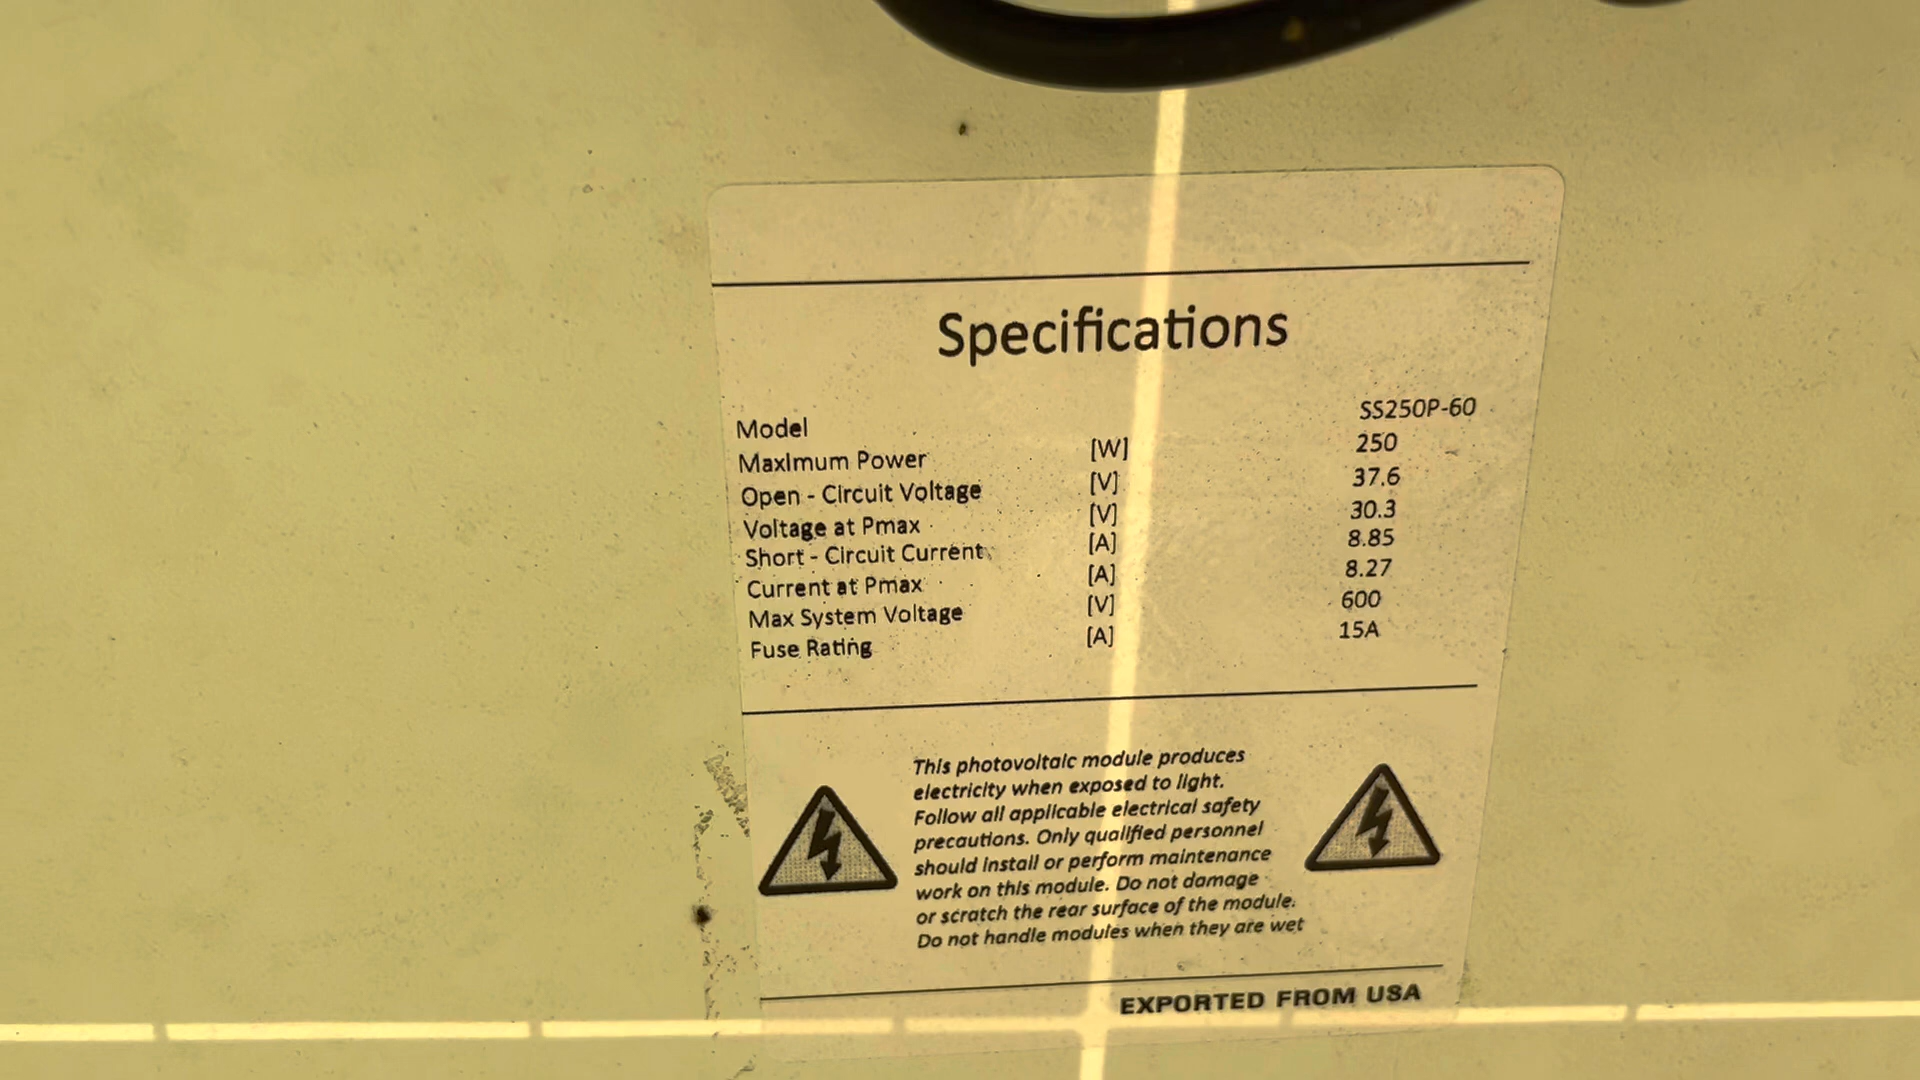 Specifications
Model SS250P-60
Maximum Power [W] 250
Open - Circuit Voltage [V] 37.6
Voltage at Pmax [V] 30.3
Short - Circuit Current [A] 8.85
Current at Pmax [A] 8.27
Max System Voltage [V] 600
Fuse Rating [A] 15A
This photovoltaic module produces
electricity when exposed to light.
Follow all applicable electrical safety
precautions. Only qualified personnel
should install or perform maintenance
work on this module. Do not damage
or scratch the rear surface of the module.
Do not handle modules when they are wet
EXPORTED FROM USA